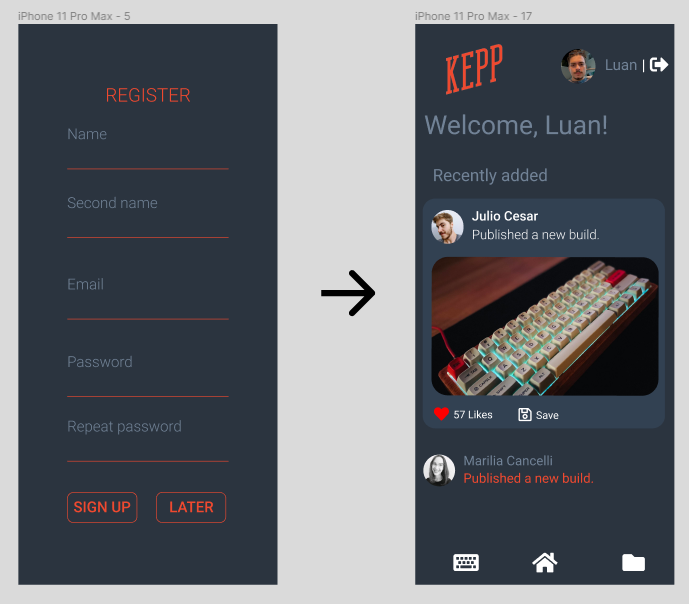 iPhone 11 Pro Max - 5
REGISTER
Name
Second name
Email
Password
Repeat password
SIGN UP
LATER
iPhone 11 Pro Max - 17
KEPP
Luan |
Welcome, Luan!
Recently added
Julio Cesar
Published a new build.
57 Likes
Save
Marilia Cancelli
Published a new build.